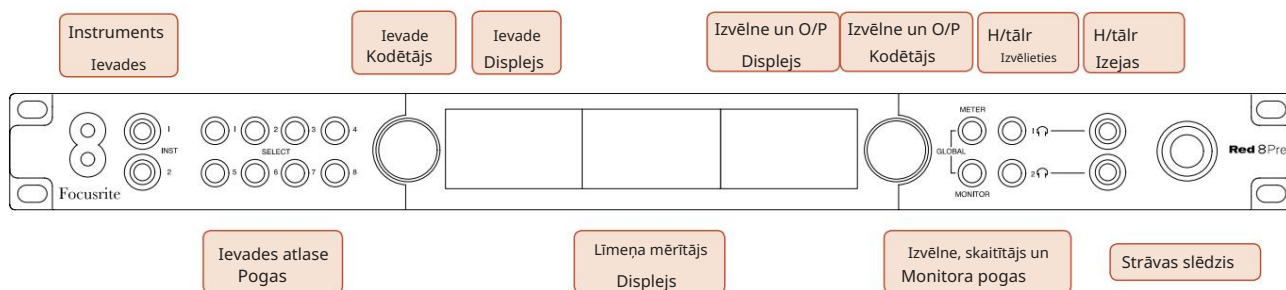 Instruments
Ievades
Ievade
Kodētājs
Ievade
Displejs
Izvēlne un O/P
Displejs
Izvēlne un O/P
Kodētājs
H/tālr
Izvēlieties
H/tālr
Izejas
1
INST
2
1
2
3
4
SELECT
5
6
7
8
METER
GLOBAL
MONITOR
1
2
Red 8Pre
Focusrite
Ievades atlase
Pogas
Līmeņa mērītājs
Displejs
Izvēlne, skaitītājs un
Monitora pogas
Strāvas slēdzis